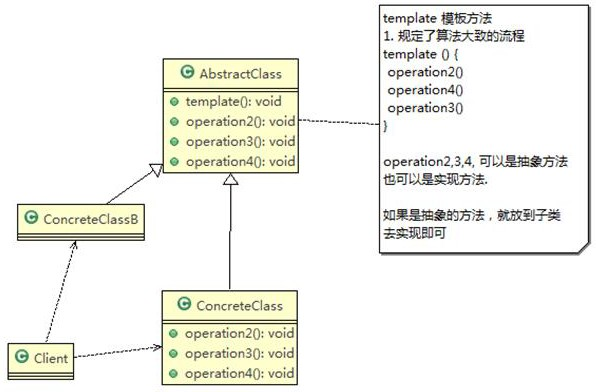 AbstractClass
template(): void
operation2(): void
operation3(): void
operation4(): void
template 模板方法
1. 规定了算法大致的流程
template () {
operation2()
operation4()
operation3()
}
operation2,3,4, 可以是抽象方法
也可以是实现方法.
如果是抽象的方法，就放到子类
去实现即可
C ConcreteClassB
C ConcreteClass
operation2(): void
operation3(): void
operation4(): void
C Client